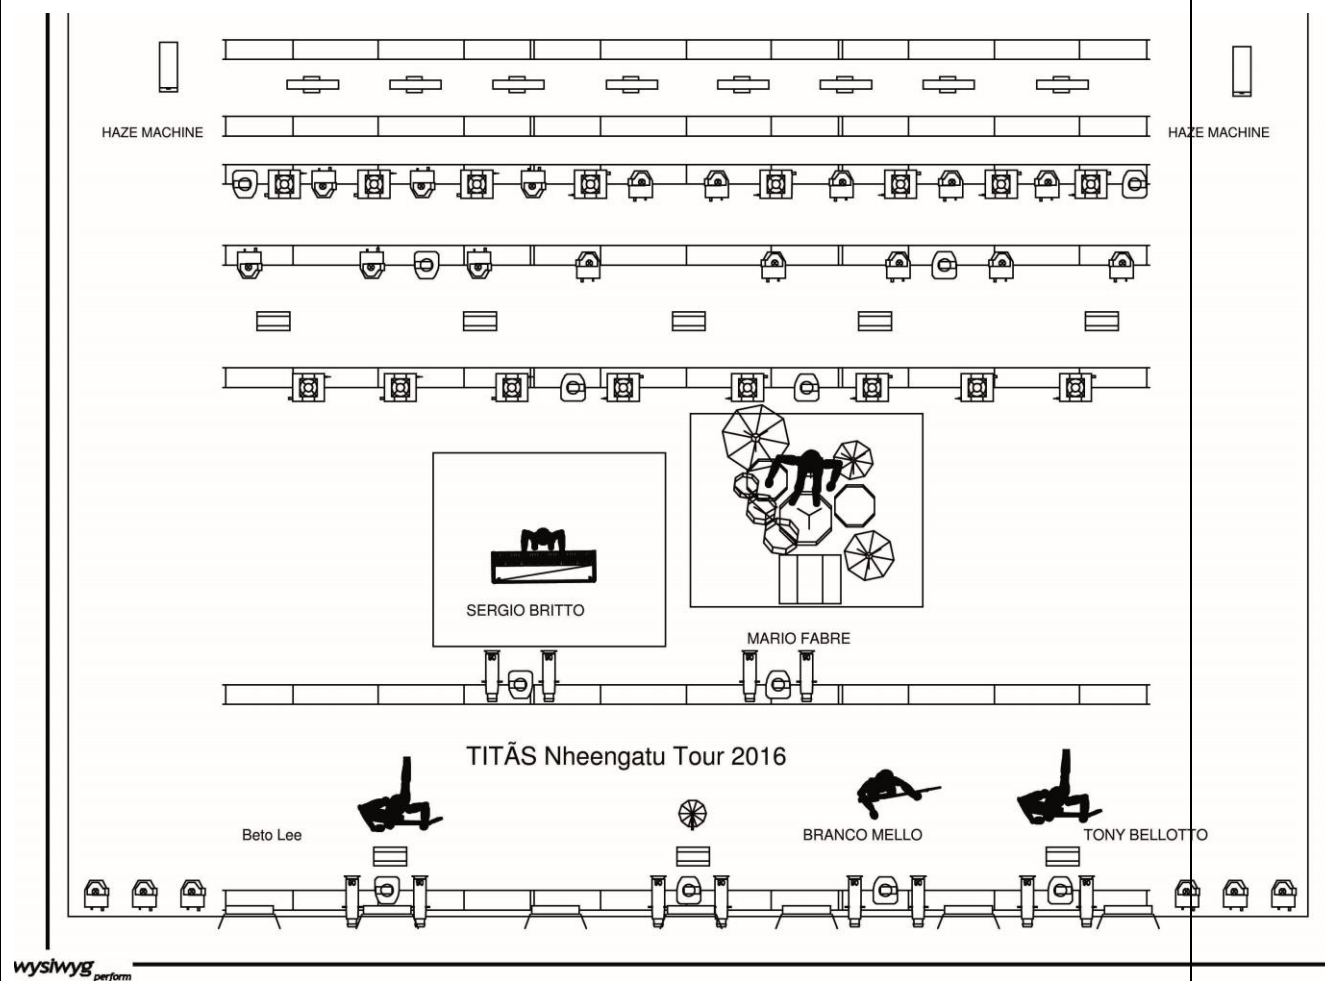 HAZE MACHINE
HAZE MACHINE
SERGIO BRITTO
MARIO FABRE
TITÃS Nheengatu Tour 2016
Beto Lee
BRANCO MELLO
TONY BELLOTTO
wysiwyg perform